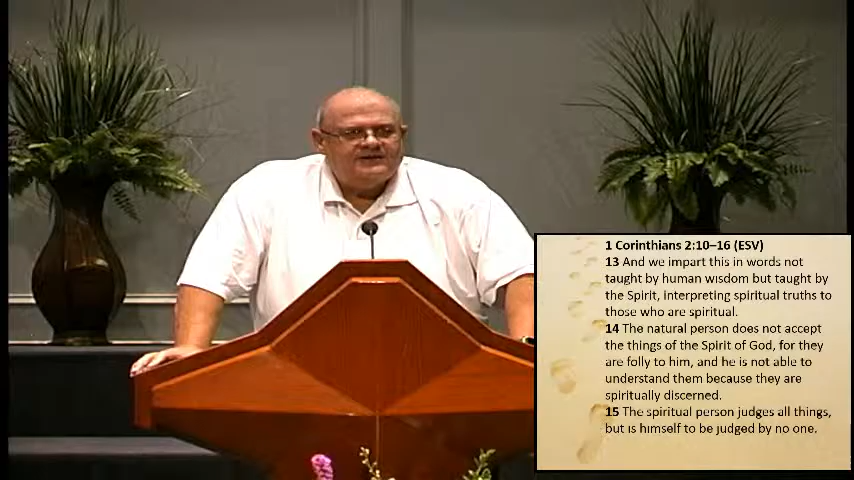 1 Corinthians 2:10–16 (ESV)
13 And we impart this in words not
taught by human wisdom but taught by
the Spirit, interpreting spiritual truths to
those who are spiritual.
14 The natural person does not accept
the things of the Spirit of God, for they
are folly to him, and he is not able to
understand them because they are
spiritually discerned.
15 The spiritual person judges all things,
but is himself to be judged by no one.